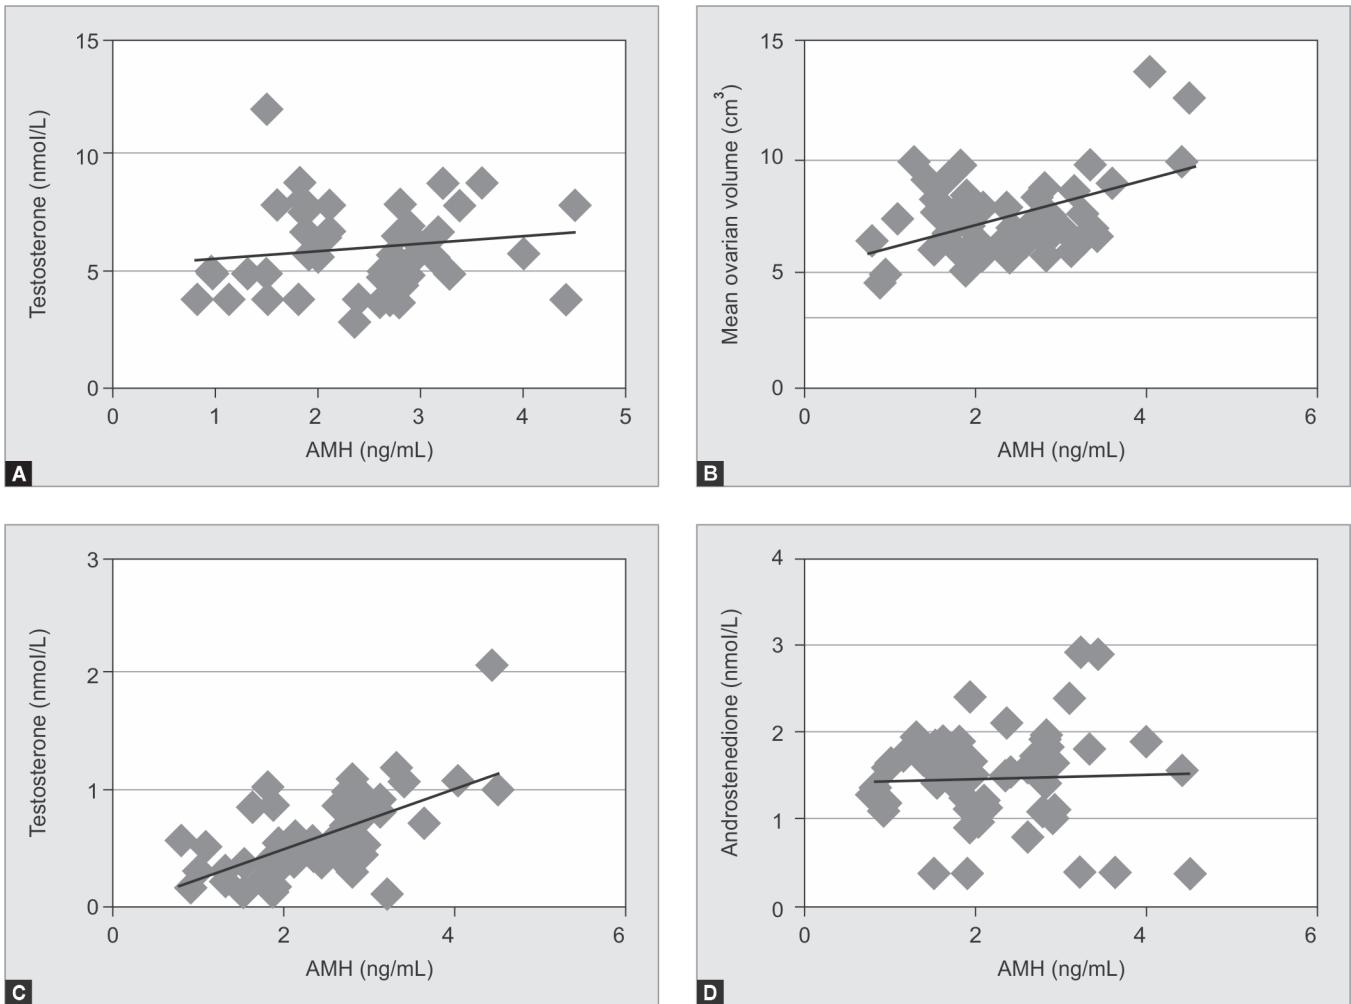 15
10
5
0
Testosterone (nmol/L)
0 1 2 3 4 5
AMH (ng/mL)
A
15
10
5
0
Mean ovarian volume (cm³)
0 2 4 6
AMH (ng/mL)
B
3
2
1
0
Testosterone (nmol/L)
0 2 4 6
AMH (ng/mL)
C
4
3
2
1
0
Androstenedione (nmol/L)
0 2 4 6
AMH (ng/mL)
D